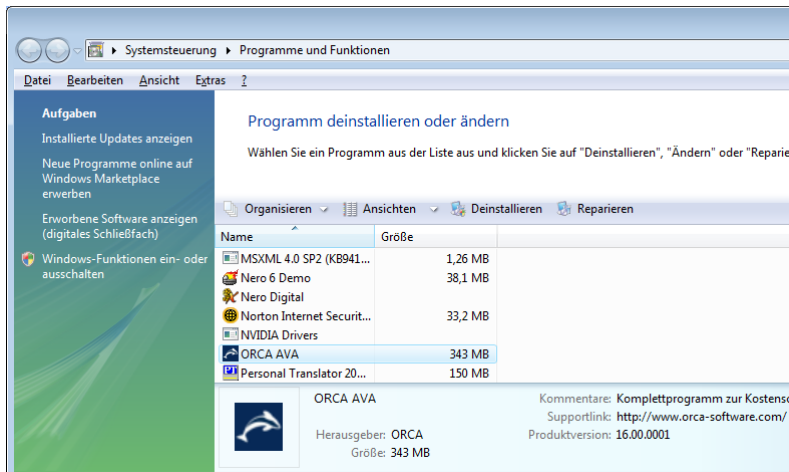 Systemsteuerung Programme und Funktionen
Datei Bearbeiten Ansicht Extras ?
Aufgaben
Installierte Updates anzeigen
Neue Programme online auf
Windows Marketplace
erwerben
Erworbene Software anzeigen
(digitales Schließfach)
Windows-Funktionen ein- oder
ausschalten
Programm deinstallieren oder ändern
Wählen Sie ein Programm aus der Liste aus und klicken Sie auf "Deinstallieren", "Ändern" oder "Reparie
Organisieren Ansichten Deinstallieren Reparieren
Name Größe
MSXML 4.0 SP2 (KB941... 1,26 MB
Nero 6 Demo 38,1 MB
Nero Digital
Norton Internet Securit... 33,2 MB
NVIDIA Drivers
ORCA AVA 343 MB
Personal Translator 20... 150 MB
ORCA AVA
Herausgeber: ORCA
Größe: 343 MB
Kommentare: Komplettprogramm zur Kostensc
Supportlink: http://www.orca-software.com/
Produktversion: 16.00.0001